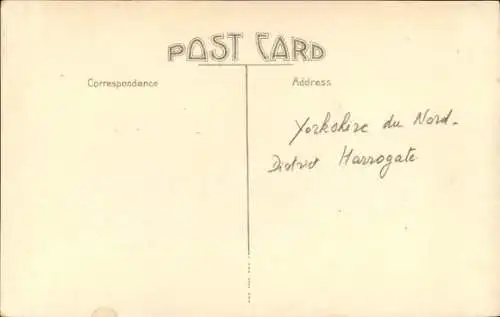 POST CARD
Correspondance
Address
Yorkshire du Nord.
District Harrogate